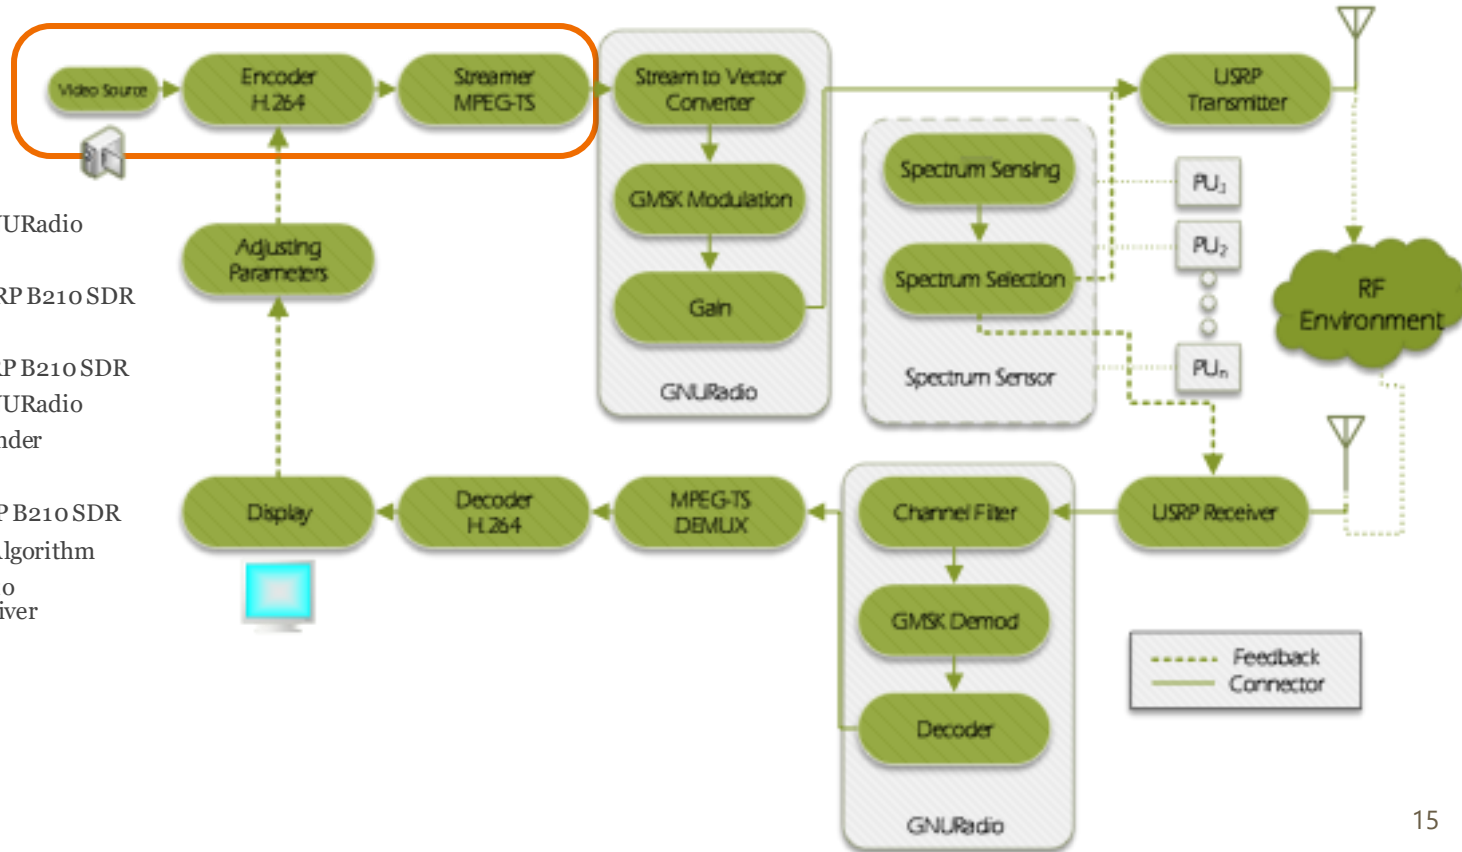 Video Source
Encoder
H.264
Streamer
MPEG-TS
Stream to Vector
Converter
GMSK Modulation
Gain
GNURadio
USRP
Transmitter
Spectrum Sensing
Spectrum Selection
Spectrum Sensor
PU₁
PU₂
PUₙ
RF
Environment
Adjusting
Parameters
URadio
RP B210 SDR
RP B210 SDR
URadio
nder
P B210 SDR
lgorithm
o
iver
Display
Decoder
H.264
MPEG-TS
DEMUX
Channel Filter
GMSK Demod
Decoder
GNURadio
USRP Receiver
Feedback
Connector
15